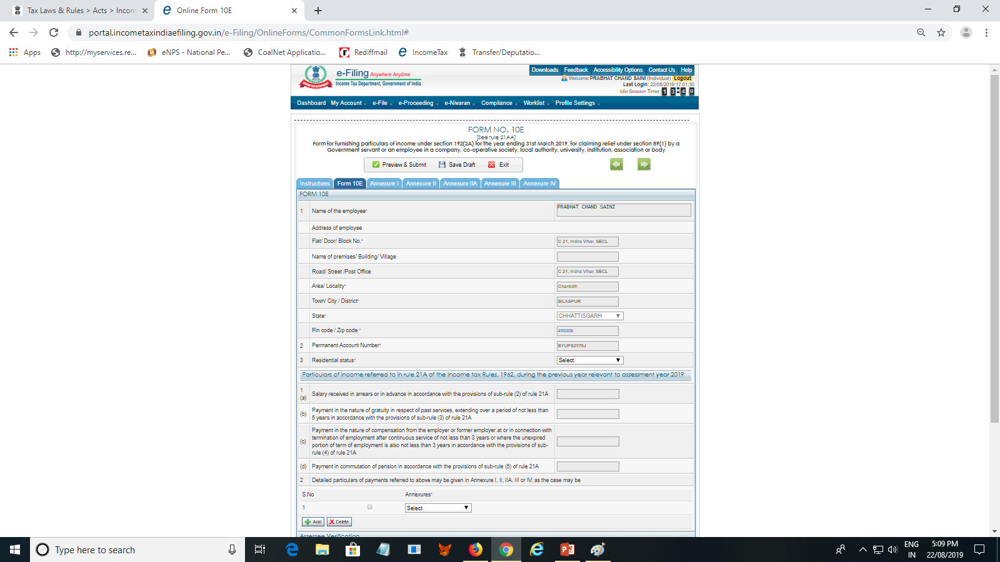 Tax Laws & Rules > Acts > Incom
Online Form 10E
portal.incometaxindiaefiling.gov.in/e-Filing/OnlineForms/CommonFormsLink.html#
Apps
http://myservices.re...
eNPS - National Pe...
CoalNet Applicatio...
Rediffmail
IncomeTax
Transfer/Deputatio...
e-Filing Anywhere Anytime
Income Tax Department, Government of India
Downloads Feedback Accessibility Options Contact Us Help
Welcome PRABHAT CHAND SAINI (Individual) Logout
Last Login: 22/08/2019 17:01:30
Idle Session Timer 1 3 : 4 9
Dashboard My Account e-File e-Proceeding e-Nivaran Compliance Worklist Profile Settings
FORM NO. 10E
[See rule 21AA]
Form for furnishing particulars of income under section 192(2A) for the year ending 31st March 2019, for claiming relief under section 89(1) by a
Government servant or an employee in a company, co-operative society, local authority, university, institution, association or body
Preview & Submit Save Draft Exit
Instructions Form 10E Annexure I Annexure II Annexure IIA Annexure III Annexure IV
FORM 10E
1 Name of the employee* PRABHAT CHAND SAINI
Address of employee
Flat/ Door/ Block No.* C 21, Indira Vihar, SECL
Name of premises/ Building/ Village
Road/ Street /Post Office C 21, Indira Vihar, SECL
Area/ Locality* Chantidih
Town/ City / District* BILASPUR
State* CHHATTISGARH
Pin code / Zip code * 495006
2 Permanent Account Number* BYUPS2576J
3 Residential status* Select
Particulars of income referred to in rule 21A of the Income tax Rules, 1962, during the previous year relevant to assessment year 2019
1 (a) Salary received in arrears or in advance in accordance with the provisions of sub-rule (2) of rule 21A
(b) Payment in the nature of gratuity in respect of past services, extending over a period of not less than
5 years in accordance with the provisions of sub-rule (3) of rule 21A
(c) Payment in the nature of compensation from the employer or former employer at or in connection with
termination of employment after continuous service of not less than 3 years or where the unexpired
portion of term of employment is also not less than 3 years in accordance with the provisions of sub-
rule (4) of rule 21A
(d) Payment in commutation of pension in accordance with the provisions of sub-rule (5) of rule 21A
2 Detailed particulars of payments referred to above may be given in Annexure I, II, IIA, III or IV, as the case may be
S.No Annexures*
1 Select
Add Delete
Assessee Verification
Type here to search
ENG
IN
5:09 PM
22/08/2019